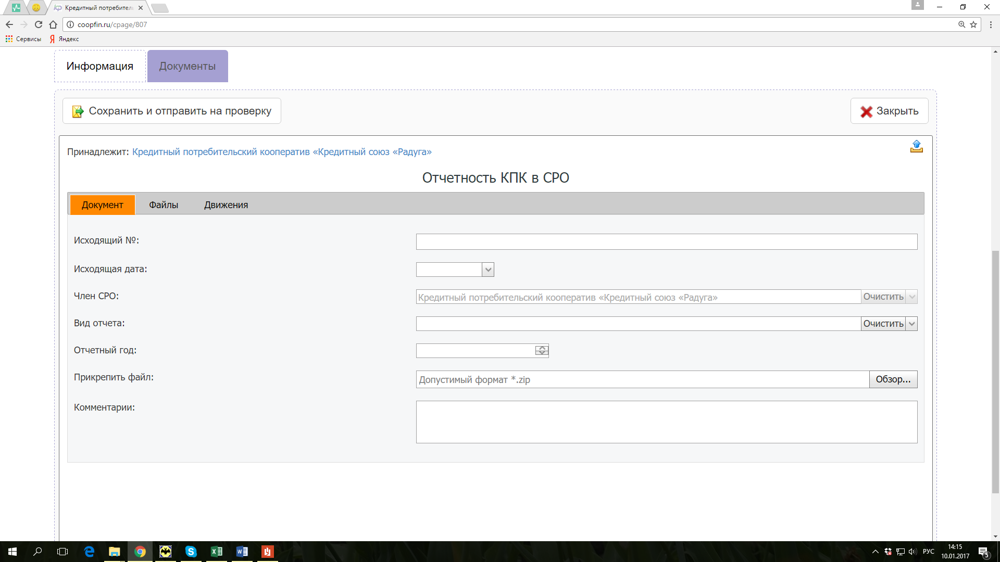 Кредитный потребитель
coopfin.ru/cpage/807
Сервисы Яндекс
Информация Документы
Сохранить и отправить на проверку Закрыть
Принадлежит: Кредитный потребительский кооператив «Кредитный союз «Радуга»
Отчетность КПК в СРО
Документ Файлы Движения
Исходящий №:
Исходящая дата:
Член СРО: Кредитный потребительский кооператив «Кредитный союз «Радуга» Очистить
Вид отчета: Очистить
Отчетный год:
Прикрепить файл: Допустимый формат *.zip Обзор...
Комментарии:
РУС 14:15
10.01.2017 5